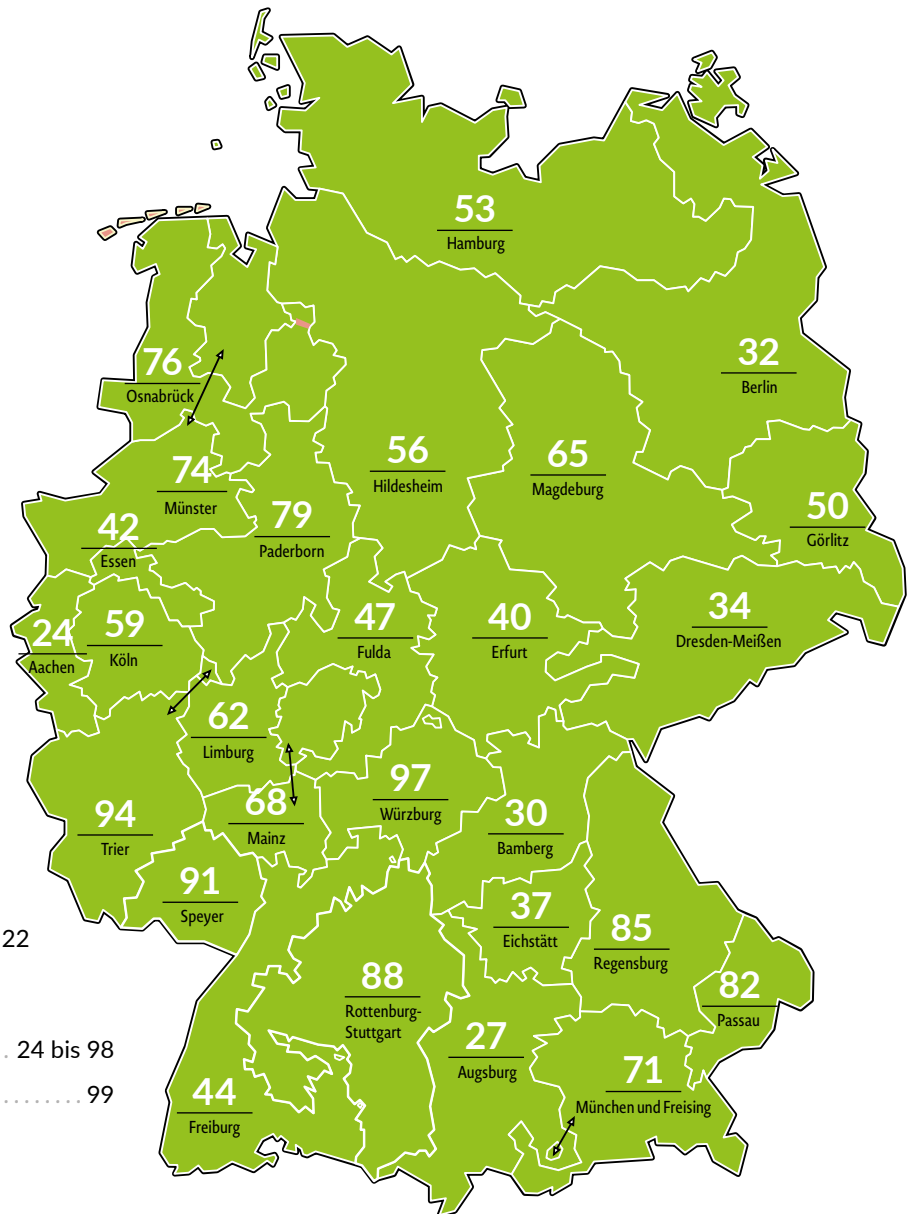 53
Hamburg
32
Berlin
76
Osnabrück
56
Hildesheim
65
Magdeburg
74
Münster
79
Paderborn
50
Görlitz
42
Essen
24
Aachen
59
Köln
47
Fulda
40
Erfurt
34
Dresden-Meißen
62
Limburg
97
Würzburg
68
Mainz
30
Bamberg
94
Trier
91
Speyer
37
Eichstätt
85
Regensburg
22
88
Rottenburg-
Stuttgart
82
Passau
27
Augsburg
. 24 bis 98
71
München und Freising
........ 99
44
Freiburg